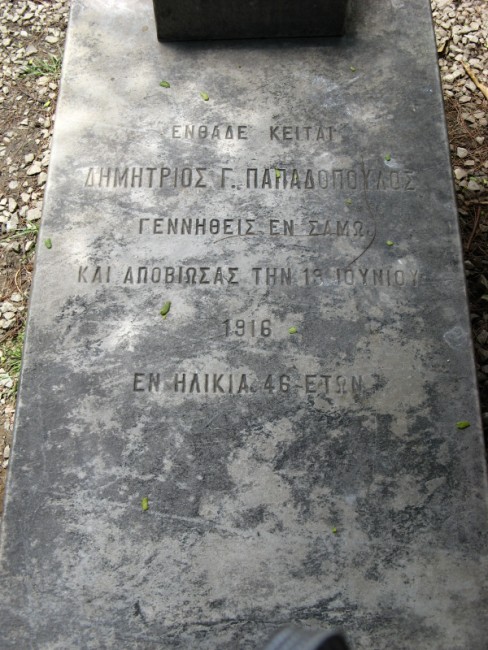 ΕΝΘΑΔΕ ΚΕΙΤΑΙ
ΔΗΜΗΤΡΙΟΣ Γ. ΠΑΠΑΔΟΠΟΥΛΟΣ
ΓΕΝΝΗΘΕΙΣ ΕΝ ΣΑΜΩ
ΚΑΙ ΑΠΟΒΙΩΣΑΣ ΤΗΝ ΙΟΥΝΙΟΥ
1916
ΕΝ ΗΛΙΚΙΑ 46 ΕΤΩΝ